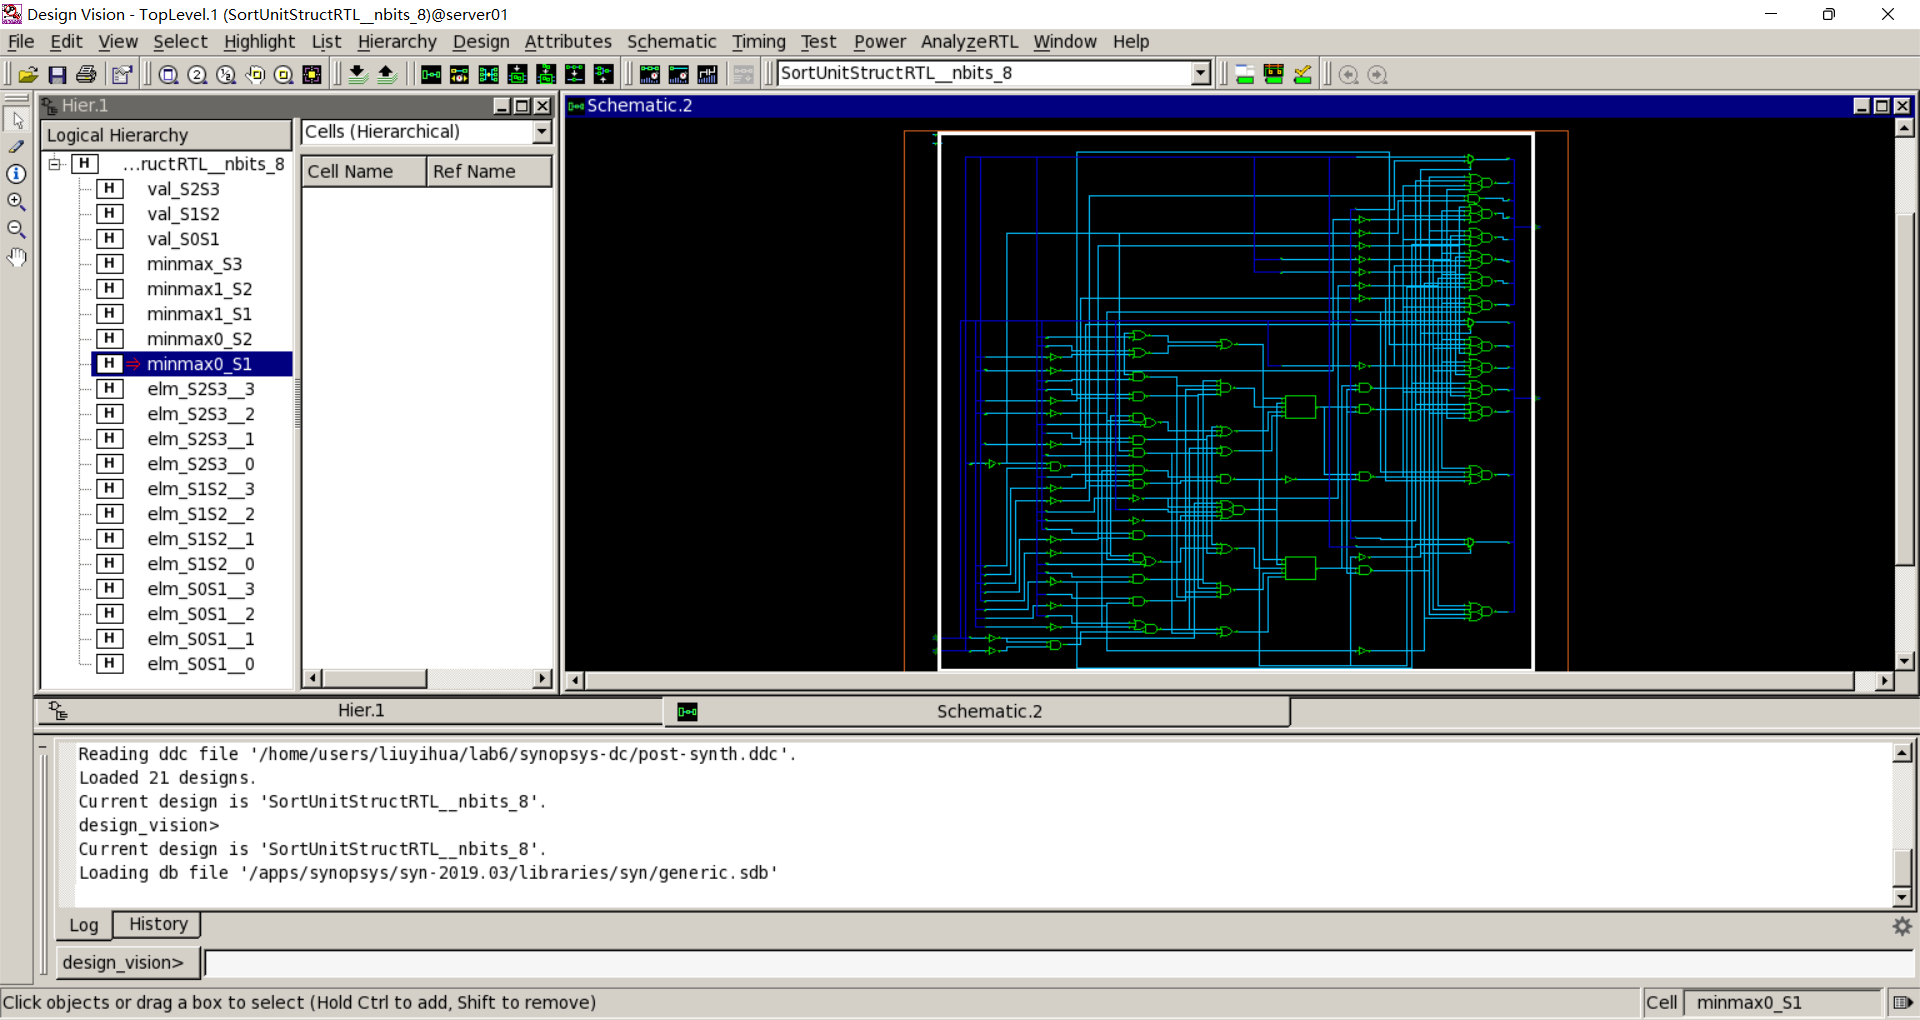 Design Vision - TopLevel.1 (SortUnitStructRTL__nbits_8)@server01
File Edit View Select Highlight List Hierarchy Design Attributes Schematic Timing Test Power AnalyzeRTL Window Help
SortUnitStructRTL__nbits_8
Hier.1
Logical Hierarchy
H ...ructRTL__nbits_8
H val_S2S3
H val_S1S2
H val_S0S1
H minmax_S3
H minmax1_S2
H minmax1_S1
H minmax0_S2
H minmax0_S1
H elm_S2S3__3
H elm_S2S3__2
H elm_S2S3__1
H elm_S2S3__0
H elm_S1S2__3
H elm_S1S2__2
H elm_S1S2__1
H elm_S1S2__0
H elm_S0S1__3
H elm_S0S1__2
H elm_S0S1__1
H elm_S0S1__0
Cells (Hierarchical)
Cell Name Ref Name
Schematic.2
Hier.1
Schematic.2
Reading ddc file '/home/users/liuyihua/lab6/synopsys-dc/post-synth.ddc'.
Loaded 21 designs.
Current design is 'SortUnitStructRTL__nbits_8'.
design_vision>
Current design is 'SortUnitStructRTL__nbits_8'.
Loading db file '/apps/synopsys/syn-2019.03/libraries/syn/generic.sdb'
Log History
design_vision>
Click objects or drag a box to select (Hold Ctrl to add, Shift to remove)
Cell minmax0_S1